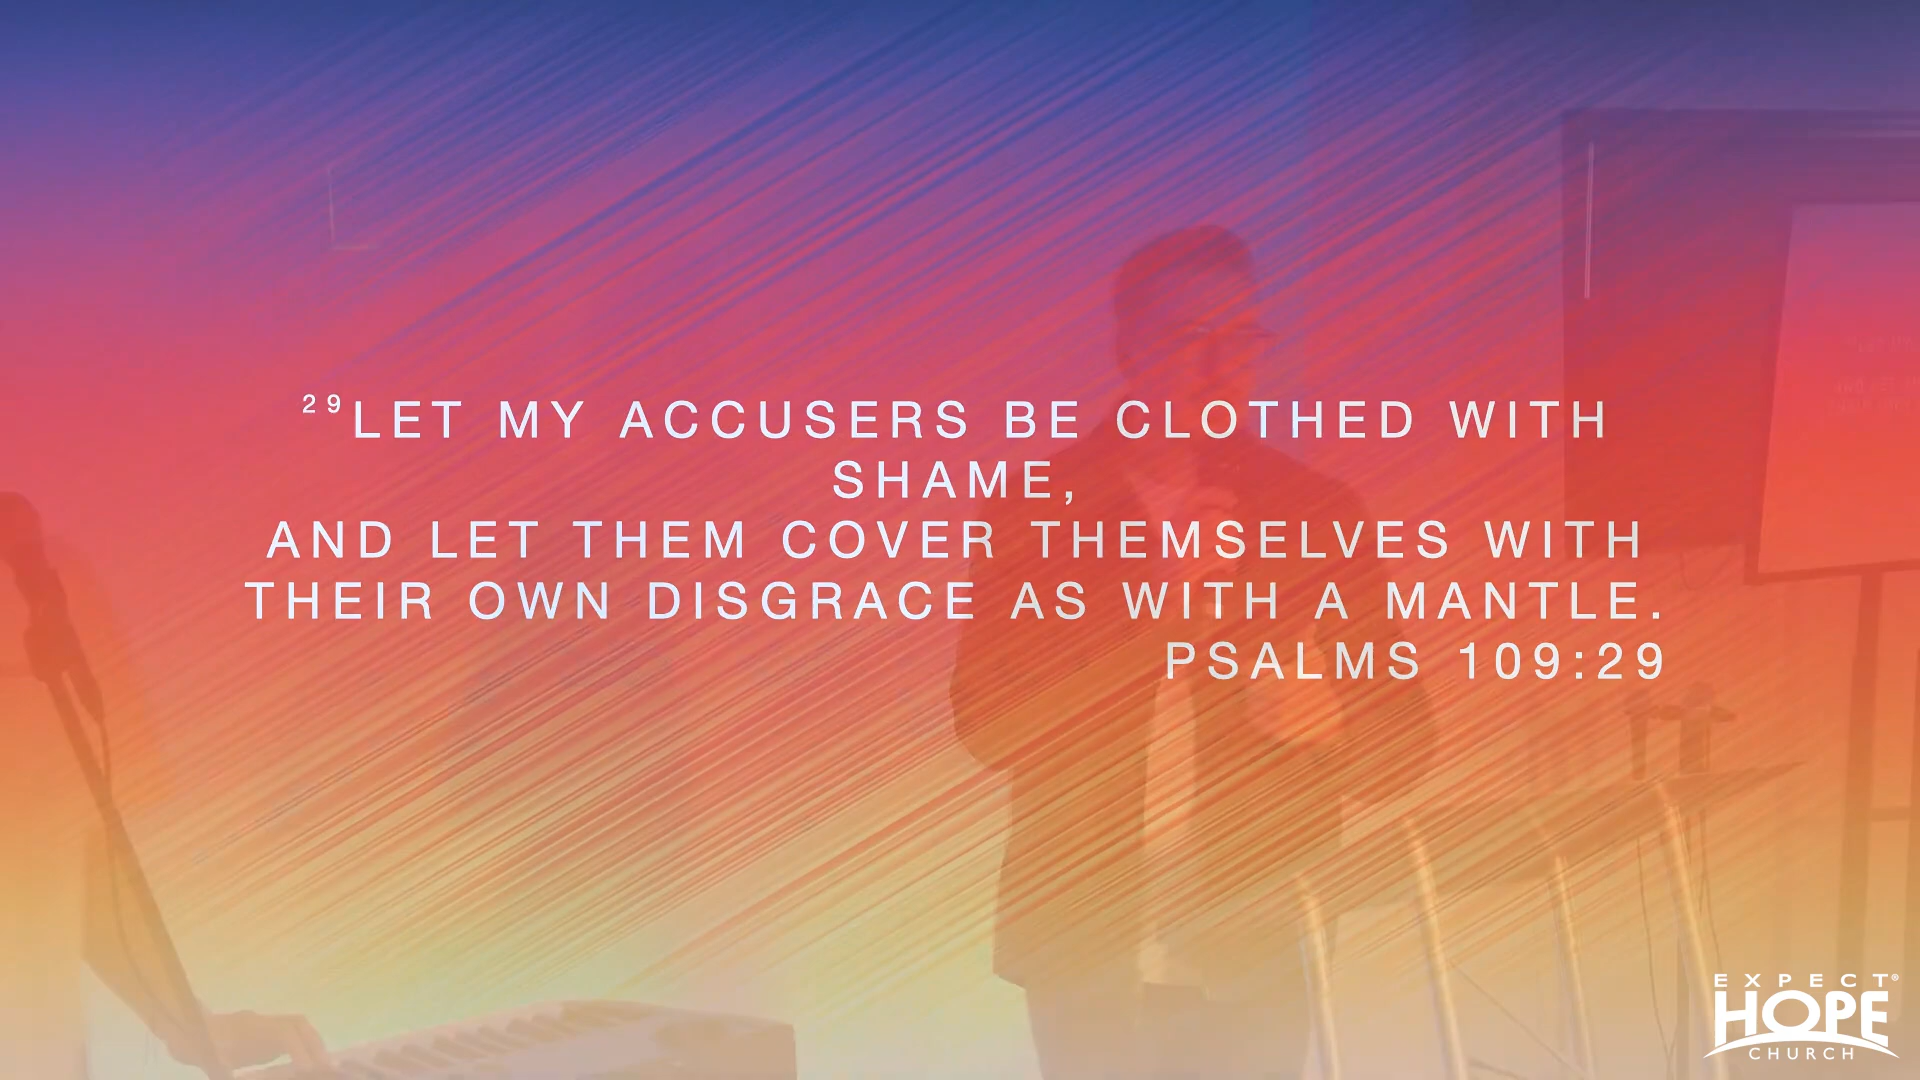 ²⁹LET MY ACCUSERS BE CLOTHED WITH
SHAME,
AND LET THEM COVER THEMSELVES WITH
THEIR OWN DISGRACE AS WITH A MANTLE.
PSALMS 109:29
EXPECT®
HOPE
CHURCH